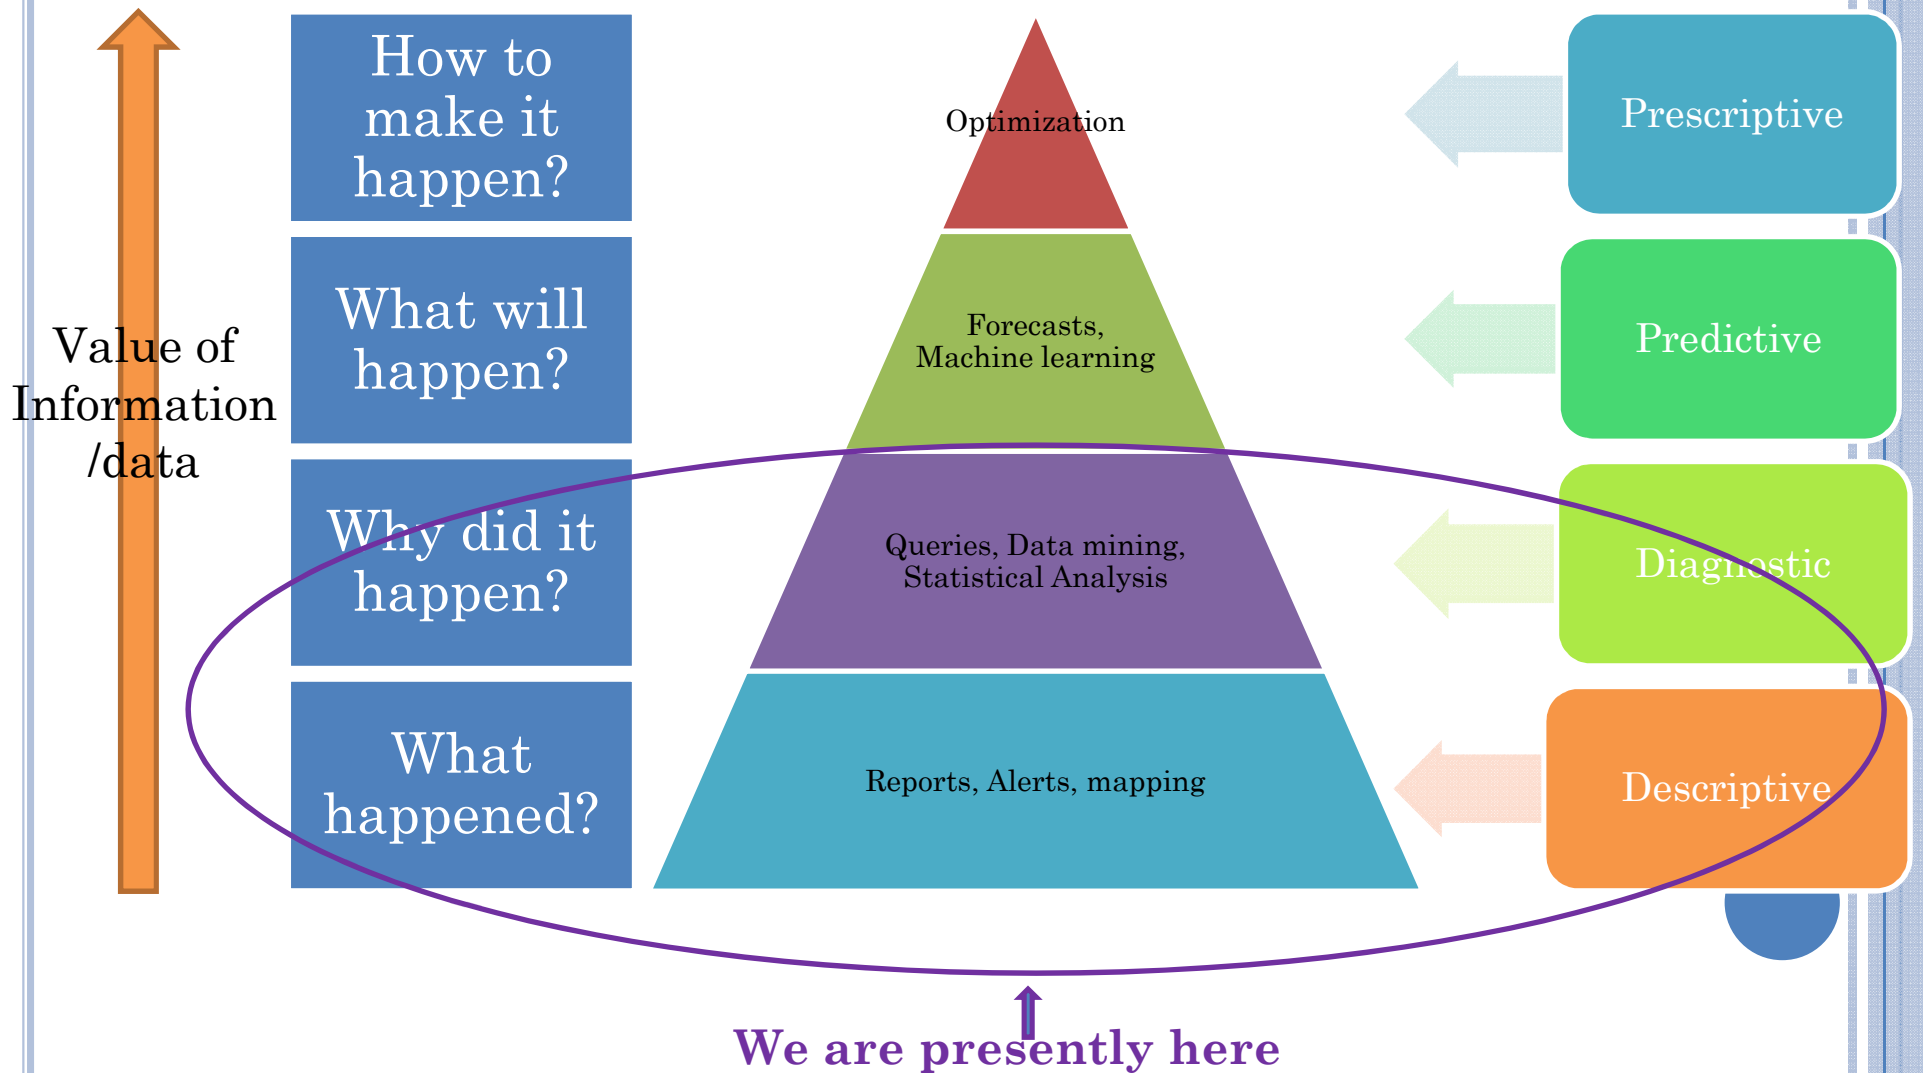 How to
make it
happen?
Optimization
Prescriptive
What will
happen?
Forecasts,
Machine learning
Predictive
Value of
Information
/data
Why did it
happen?
Queries, Data mining,
Statistical Analysis
Diagnostic
What
happened?
Reports, Alerts, mapping
Descriptive
We are presently here